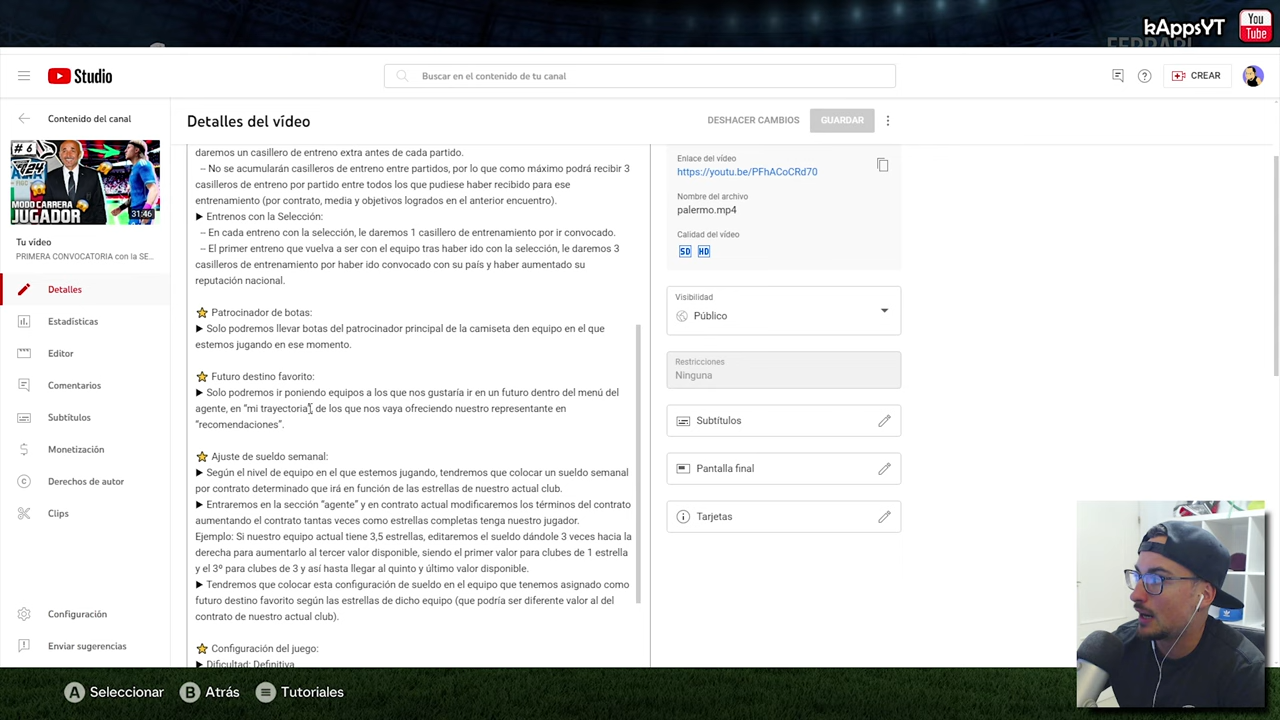 kAppsYT
You
Tube
Studio
Buscar en el contenido de tu canal
CREAR
Contenido del canal
# 6
MODO CARRERA
JUGADOR
31:46
Tu vídeo
PRIMERA CONVOCATORIA con la SE...
Detalles
Estadísticas
Editor
Comentarios
Subtítulos
Monetización
Derechos de autor
Clips
Configuración
Enviar sugerencias
Detalles del vídeo
DESHACER CAMBIOS
GUARDAR
daremos un casillero de entreno extra antes de cada partido.
-- No se acumularán casilleros de entreno entre partidos, por lo que como máximo podrá recibir 3
casilleros de entreno por partido entre todos los que pudiese haber recibido para ese
entrenamiento (por contrato, media y objetivos logrados en el anterior encuentro).
► Entrenos con la Selección:
-- En cada entreno con la selección, le daremos 1 casillero de entrenamiento por ir convocado.
-- El primer entreno que vuelva a ser con el equipo tras haber ido con la selección, le daremos 3
casilleros de entrenamiento por haber ido convocado con su país y haber aumentado su
reputación nacional.
⭐ Patrocinador de botas:
► Solo podremos llevar botas del patrocinador principal de la camiseta den equipo en el que
estemos jugando en ese momento.
⭐ Futuro destino favorito:
► Solo podremos ir poniendo equipos a los que nos gustaría ir en un futuro dentro del menú del
agente, en "mi trayectoria", de los que nos vaya ofreciendo nuestro representante en
"recomendaciones".
⭐ Ajuste de sueldo semanal:
► Según el nivel de equipo en el que estemos jugando, tendremos que colocar un sueldo semanal
por contrato determinado que irá en función de las estrellas de nuestro actual club.
► Entraremos en la sección "agente" y en contrato actual modificaremos los términos del contrato
aumentando el contrato tantas veces como estrellas completas tenga nuestro jugador.
Ejemplo: Si nuestro equipo actual tiene 3,5 estrellas, editaremos el sueldo dándole 3 veces hacia la
derecha para aumentarlo al tercer valor disponible, siendo el primer valor para clubes de 1 estrella
y el 3º para clubes de 3 y así hasta llegar al quinto y último valor disponible.
► Tendremos que colocar esta configuración de sueldo en el equipo que tenemos asignado como
futuro destino favorito según las estrellas de dicho equipo (que podría ser diferente valor al del
contrato de nuestro actual club).
⭐ Configuración del juego:
► Dificultad: Definitiva
Enlace del vídeo
https://youtu.be/PFhACoCRd70
Nombre del archivo
palermo.mp4
Calidad del vídeo
SD HD
Visibilidad
Público
Restricciones
Ninguna
Subtítulos
Pantalla final
Tarjetas
A Seleccionar
B Atrás
Tutoriales